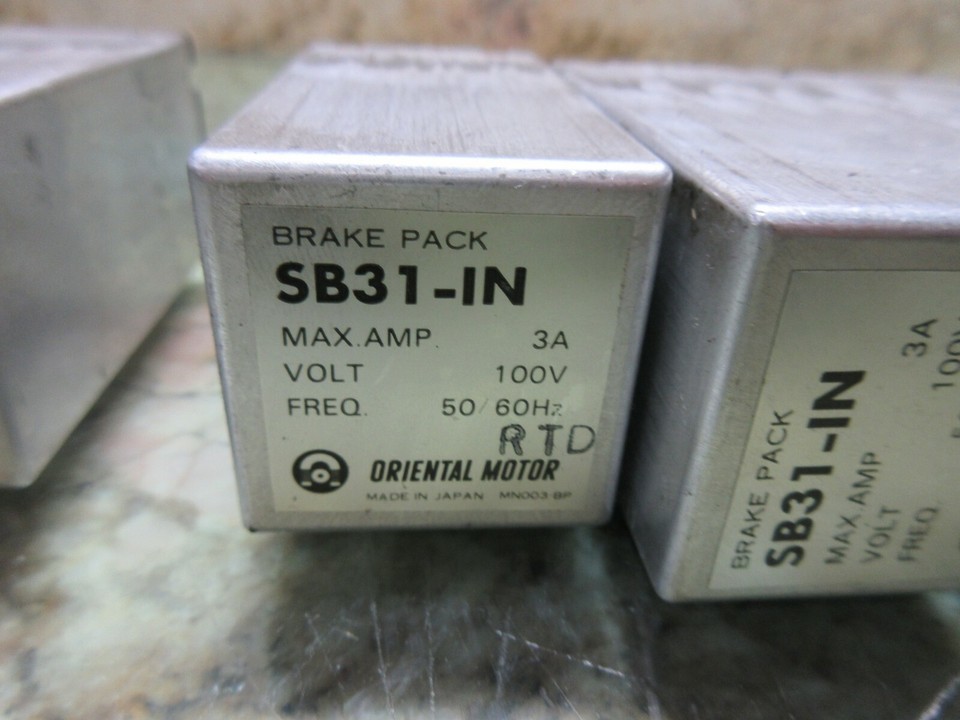 BRAKE PACK
SB31-IN
MAX.AMP. 3A
VOLT 100V
FREQ. 50/60Hz
RTD
ORIENTAL MOTOR
MADE IN JAPAN MN003-BP
BRAKE PACK
SB31-IN
MAX.AMP 3A
VOLT 100V
FREQ.